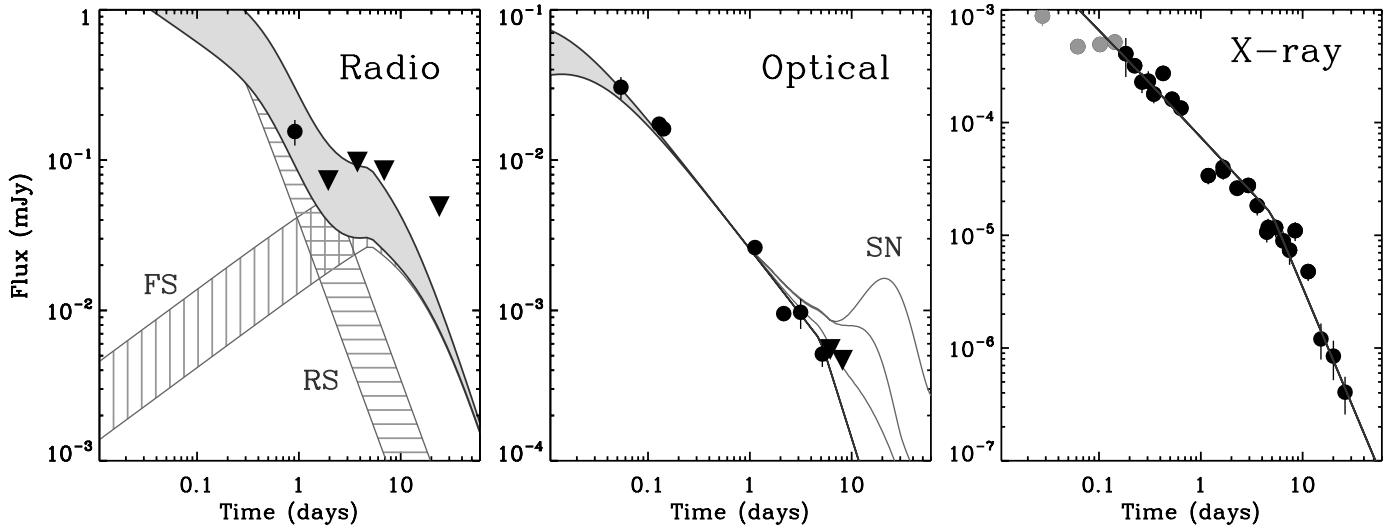 Radio
Optical
X-ray
FS
RS
SN
Flux (mJy)
1
10⁻¹
10⁻²
10⁻³
10⁻¹
10⁻²
10⁻³
10⁻⁴
10⁻³
10⁻⁴
10⁻⁵
10⁻⁶
10⁻⁷
0.1 1 10
0.1 1 10
0.1 1 10
Time (days)
Time (days)
Time (days)